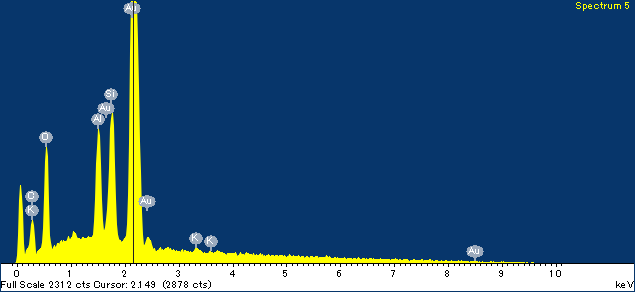 Spectrum 5
Au
Si
Au
Al
O
C
K
Au
K
K
Au
0 1 2 3 4 5 6 7 8 9 10
Full Scale 2312 cts Cursor: 2.149 (2878 cts) keV